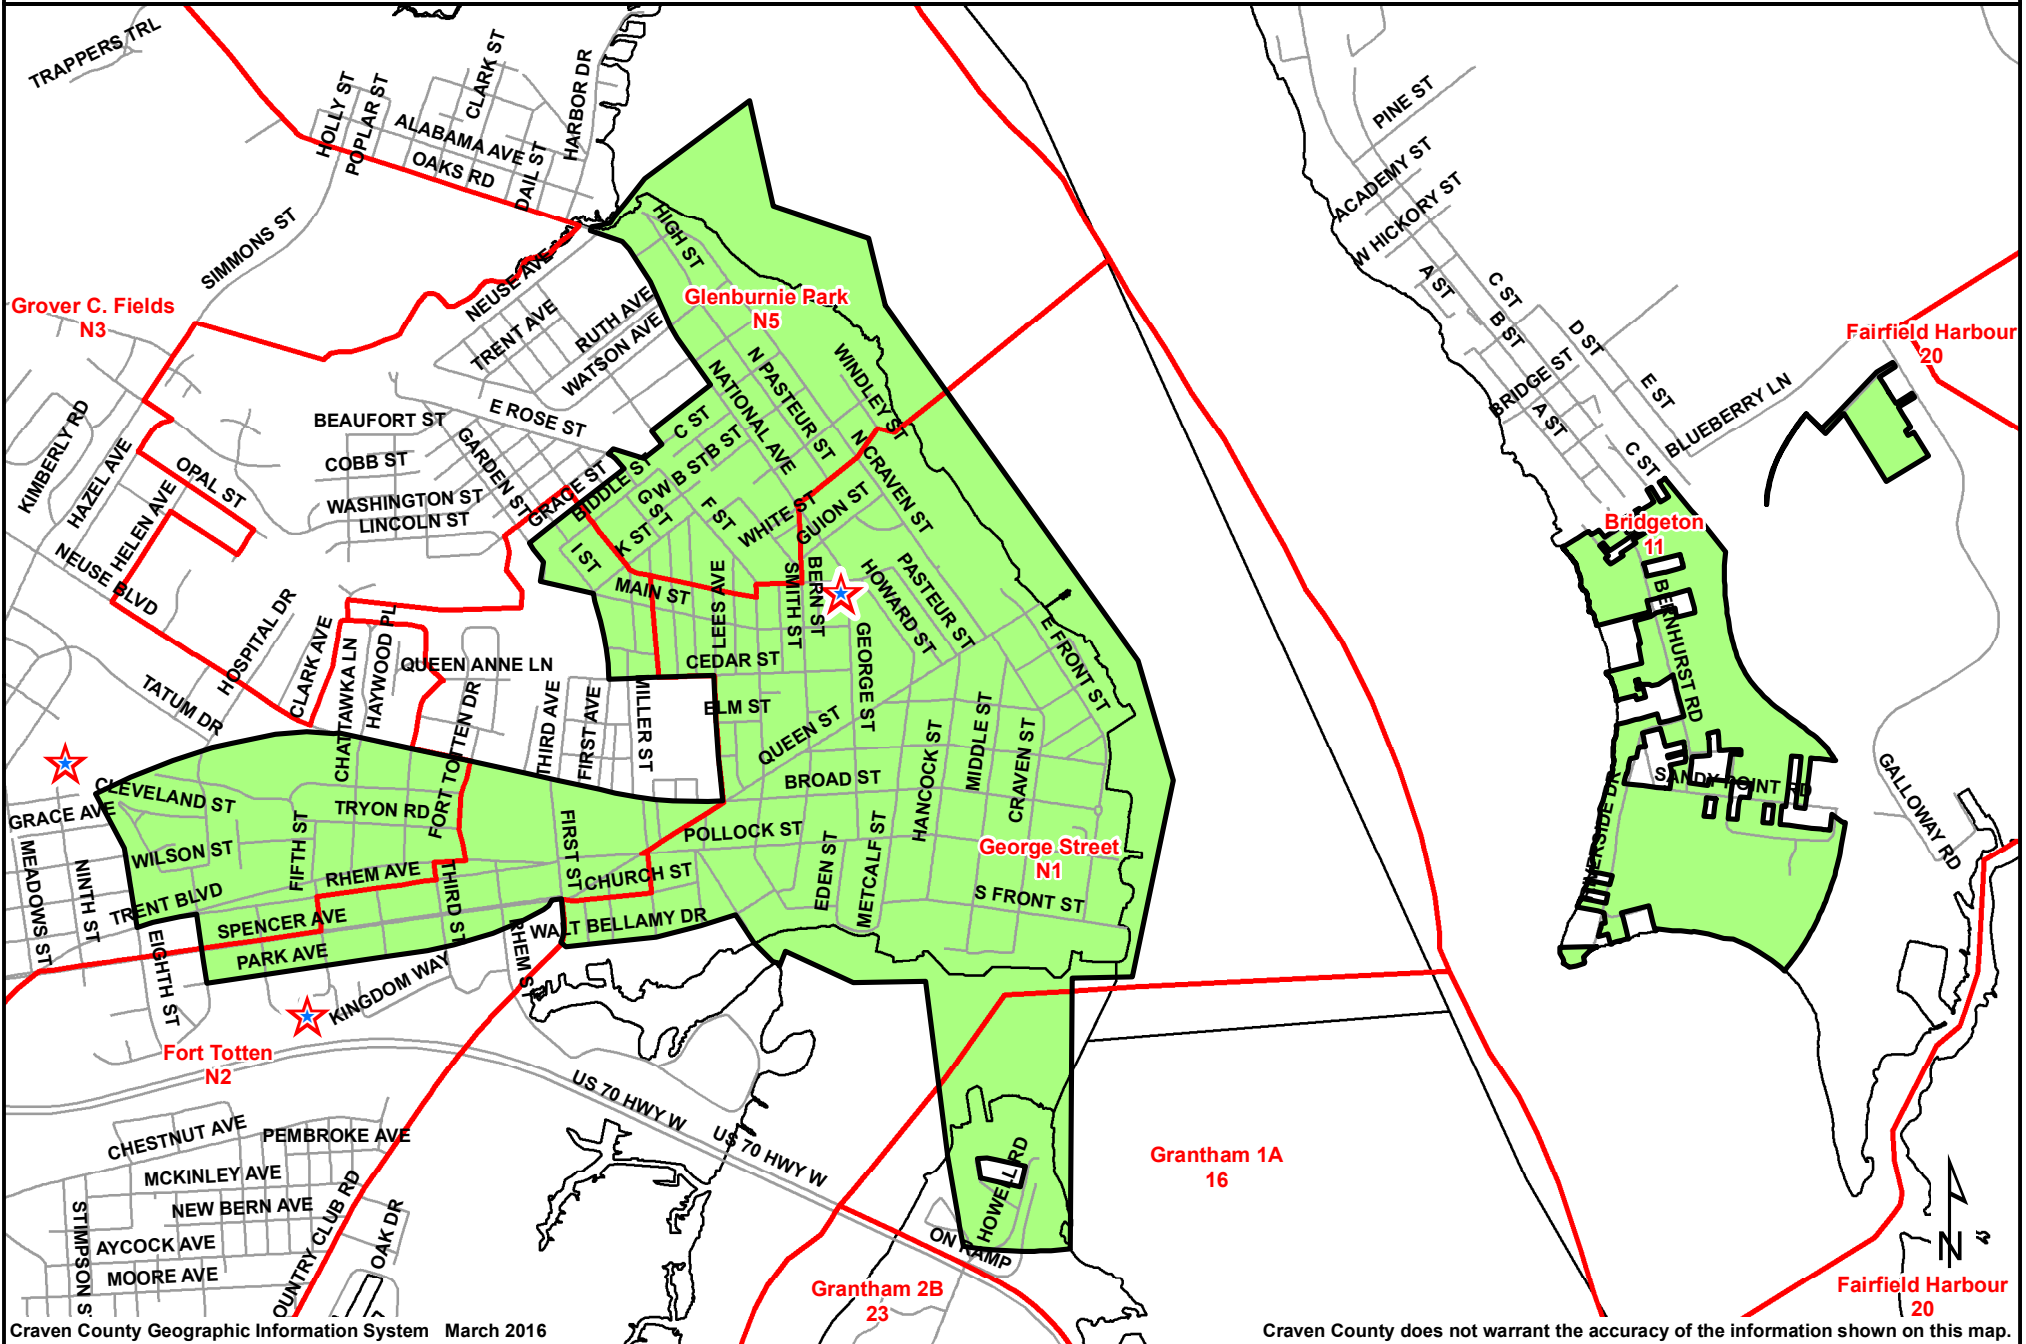 TRAPPERS TRL
HOLLY ST
POPLAR ST
CLARK ST
HARBOR DR
ALABAMA AVE
OAKS RD
DAIL ST
SIMMONS ST
PINE ST
ACADEMY ST
W HICKORY ST
A ST
C ST
B ST
D ST
BRIDGE ST
A ST
E ST
C ST
BLUEBERRY LN
Grover C. Fields
N3
Glenburnie Park
N5
Fairfield Harbour
20
HIGH ST
NEUSE AVE
TRENT AVE
RUTH AVE
WATSON AVE
NATIONAL AVE
N PASTEUR ST
WINDLEY ST
KIMBERLY RD
HAZEL AVE
BEAUFORT ST
E ROSE ST
COBB ST
GARDEN ST
WASHINGTON ST
LINCOLN ST
GRACE ST
BIDDLE ST
C ST
B ST
W B ST
G ST
F ST
K ST
I ST
WHITE ST
GUION ST
N CRAVEN ST
OPAL ST
HELEN AVE
NEUSE BLVD
HOSPITAL DR
TATUM DR
CLARK AVE
CHATTAWKA LN
HAYWOOD PL
QUEEN ANNE LN
FORT TOTTEN DR
THIRD AVE
FIRST AVE
MILLER ST
MAIN ST
LEES AVE
SMITH ST
BERN ST
HOWARD ST
PASTEUR ST
E FRONT ST
CEDAR ST
ELM ST
GEORGE ST
QUEEN ST
BROAD ST
POLLOCK ST
HANCOCK ST
MIDDLE ST
CRAVEN ST
EDEN ST
METCALF ST
S FRONT ST
George Street
N1
Bridgeton
11
BERNHURST RD
SANDY POINT RD
RIVERSIDE DR
GALLOWAY RD
CLEVELAND ST
GRACE AVE
WILSON ST
TRYON RD
FIFTH ST
RHEM AVE
TRENT BLVD
SPENCER AVE
PARK AVE
MEADOWS ST
NINTH ST
EIGHTH ST
THIRD ST
FIRST ST
CHURCH ST
WALT BELLAMY DR
RHEM ST
KINGDOM WAY
Fort Totten
N2
US 70 HWY W
US 70 HWY W
CHESTNUT AVE
PEMBROKE AVE
MCKINLEY AVE
NEW BERN AVE
AYCOCK AVE
MOORE AVE
STIMPSON S
OUNTRY CLUB RD
OAK DR
HOWELL RD
ON RAMP
Grantham 1A
16
Grantham 2B
23
N
Fairfield Harbour
20
Craven County Geographic Information System March 2016
Craven County does not warrant the accuracy of the information shown on this map.